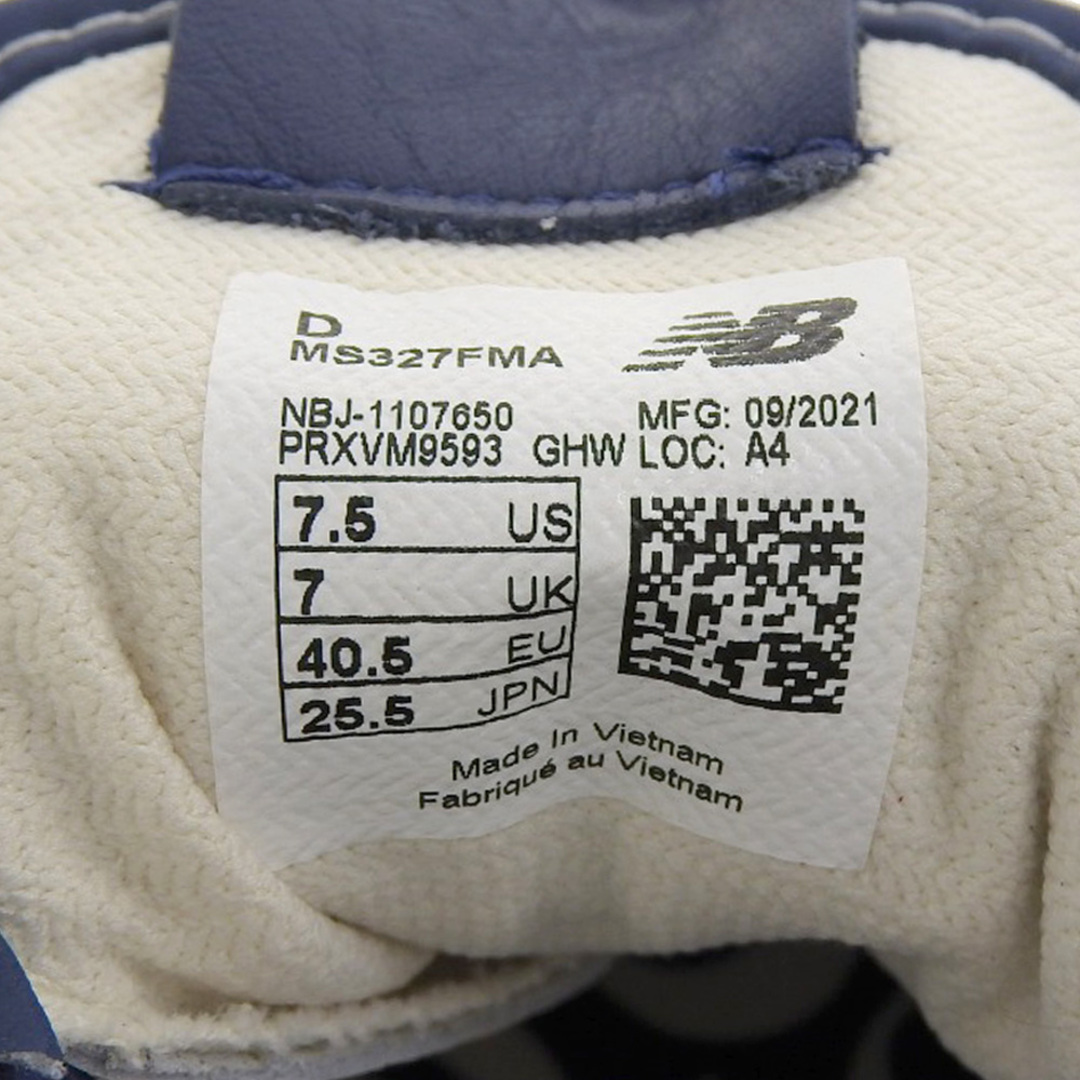 D
MS327FMA
NB
NBJ-1107650 MFG: 09/2021
PRXVM9593 GHW LOC: A4
7.5 US
7 UK
40.5 EU
25.5 JPN
Made In Vietnam
Fabriqué au Vietnam